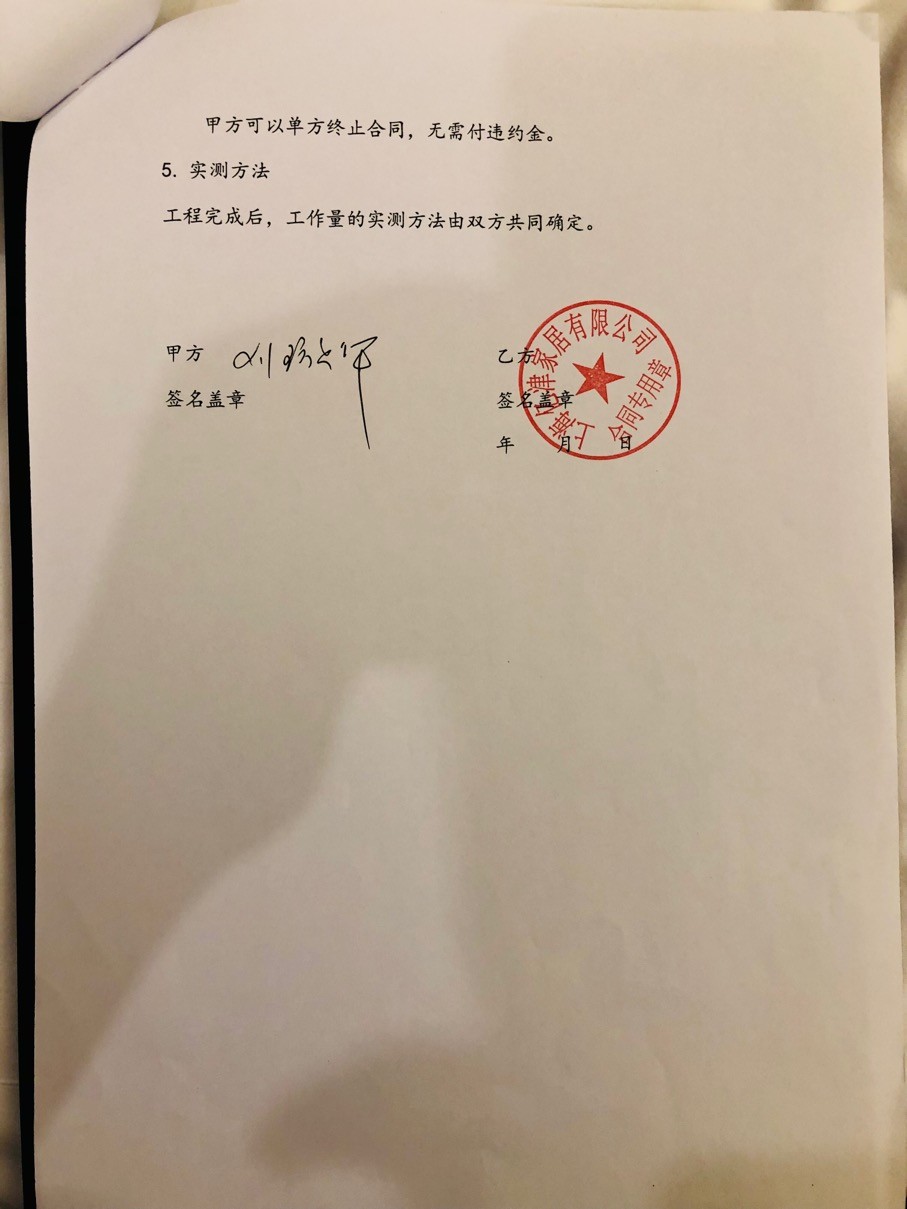 甲方可以单方终止合同，无需付违约金。
5. 实测方法
工程完成后，工作量的实测方法由双方共同确定。
甲方
签名盖章
乙方
签名盖章
年 月 日
上海 津家居有限公司
合同专用章